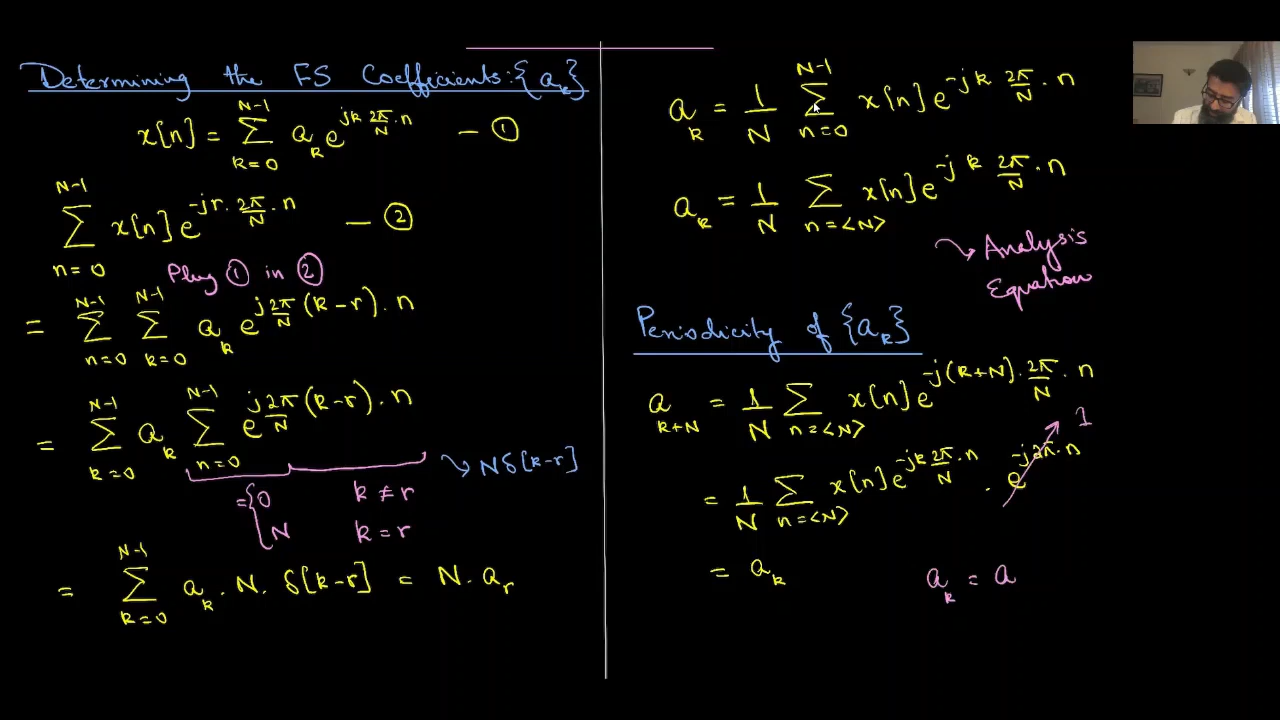 Determining the FS Coefficients: {a_k}
x[n] = Σ_{k=0}^{N-1} a_k e^{jk 2π/N · n} — ①
Σ_{n=0}^{N-1} x[n] e^{-jr · 2π/N · n} — ②
Plug ① in ②
= Σ_{n=0}^{N-1} Σ_{k=0}^{N-1} a_k e^{j 2π/N (k-r) · n}
= Σ_{k=0}^{N-1} a_k Σ_{n=0}^{N-1} e^{j 2π/N (k-r) · n}
↘ Nδ[k-r]
= { 0 k ≠ r
N k = r
= Σ_{k=0}^{N-1} a_k · N · δ[k-r] = N · a_r
a_k = 1/N Σ_{n=0}^{N-1} x[n] e^{-jk 2π/N · n}
a_k = 1/N Σ_{n=<N>} x[n] e^{-jk 2π/N · n}
↘ Analysis
Equation
Periodicity of {a_k}
a_{k+N} = 1/N Σ_{n=<N>} x[n] e^{-j(k+N) · 2π/N · n}
= 1/N Σ_{n=<N>} x[n] e^{-jk 2π/N · n} · e^{-j2π · n} ↗ 1
= a_k
a_k = a